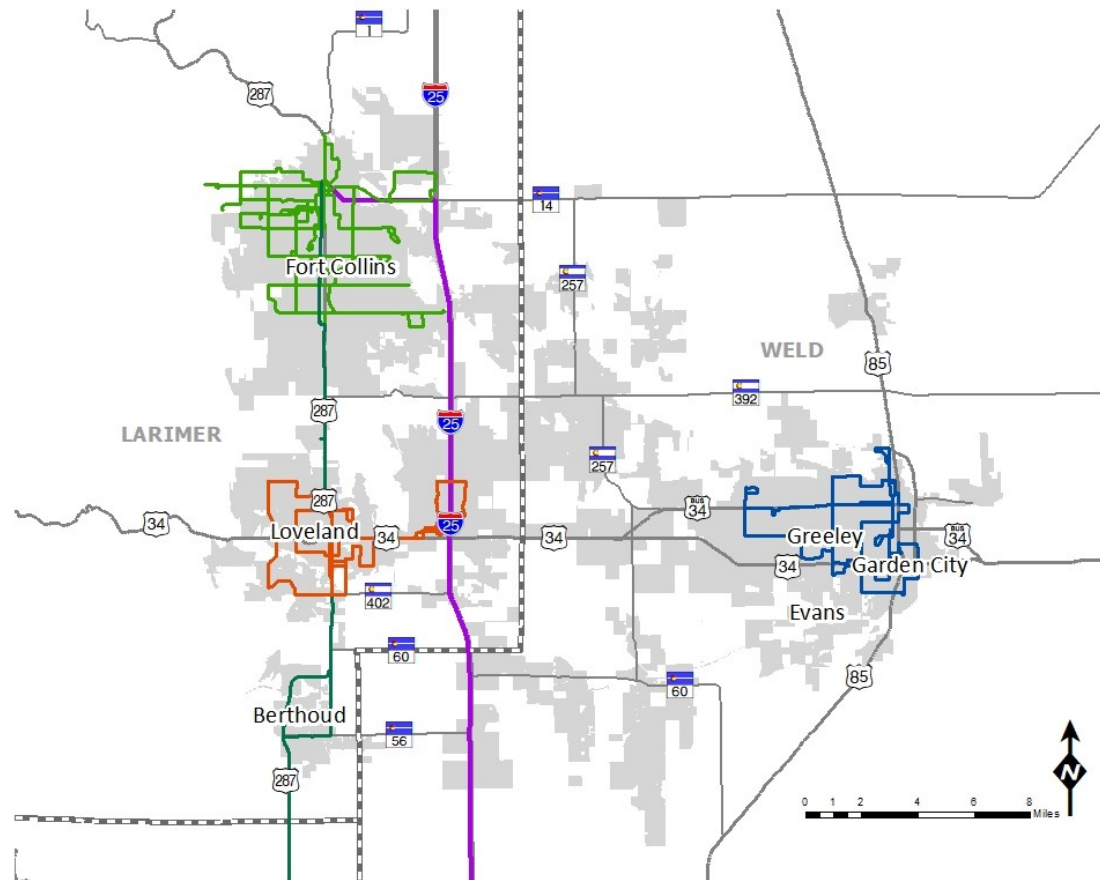 1
287
25
14
Fort Collins
257
WELD
85
392
287
25
LARIMER
257
287
34
Loveland
34
25
34
BUS
34
Greeley
BUS
34
34
Garden City
402
Evans
60
60
85
Berthoud
56
287
N
0 1 2 4 6 8
Miles